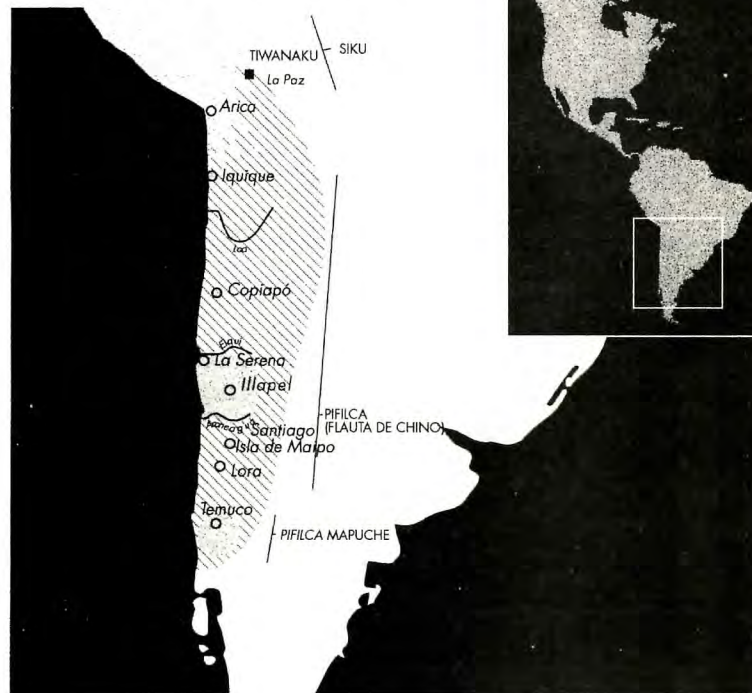 SIKU
TIWANAKU
La Paz
Arica
Iquique
Loa
Copiapó
Elqui
La Serena
Illapel
Aconcagua
Santiago
PIFILCA
(FLAUTA DE CHINO)
Isla de Maipo
Lora
Temuco
PIFILCA MAPUCHE